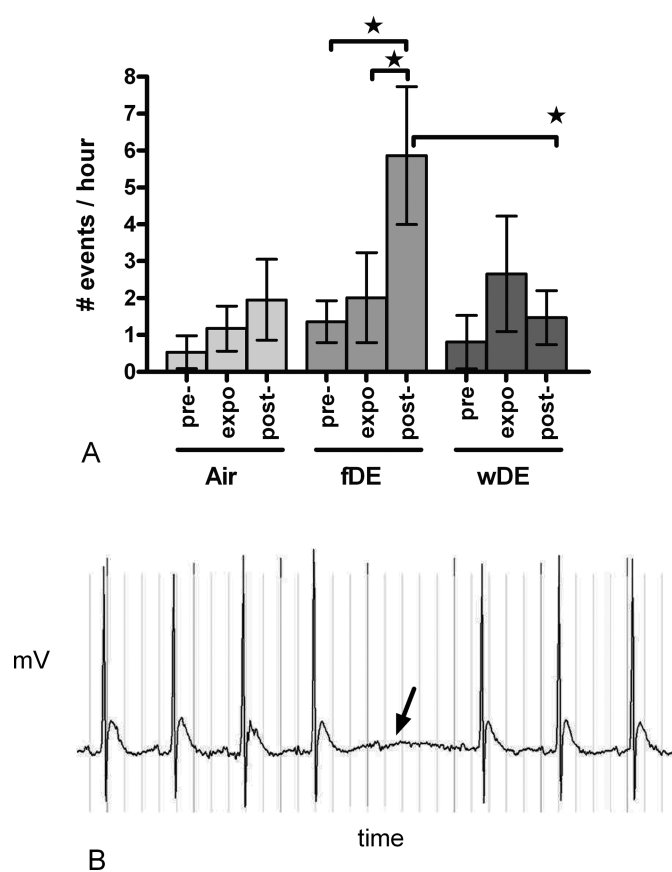 ★
★
★
# events / hour
8
7
6
5
4
3
2
1
0
pre- expo post- pre- expo post- pre expo post-
Air fDE wDE
A
mV
time
B